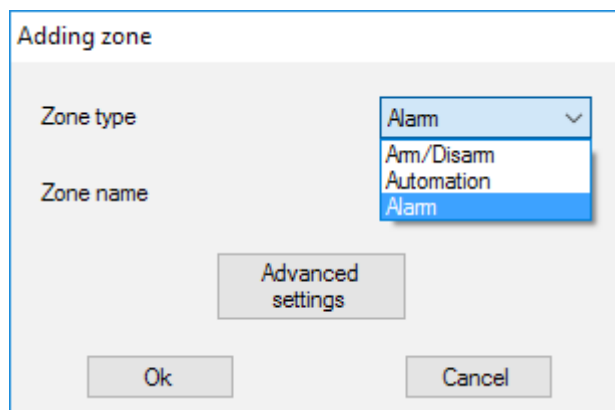 Adding zone
Zone type
Alarm
Arm/Disarm
Automation
Alarm
Zone name
Advanced
settings
Ok
Cancel